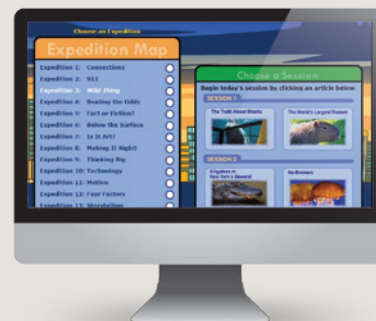 Choose an Expedition
Expedition Map
Expedition 1: Connections
Expedition 2: 911
Expedition 3: Wild Thing
Expedition 4: Beating the Odds
Expedition 5: Fact or Fiction?
Expedition 6: Below the Surface
Expedition 7: Is It Art?
Expedition 8: Making It Right?
Expedition 9: Thinking Big
Expedition 10: Technology
Expedition 11: Motion
Expedition 12: Fear Factors
Expedition 13: Storytelling
Choose a Session
Begin today's session by clicking an article below.
SESSION 1
The Truth About Sharks
The World's Largest Rodent
SESSION 2
Alligators in
New York's Sewers?
No-Brainers